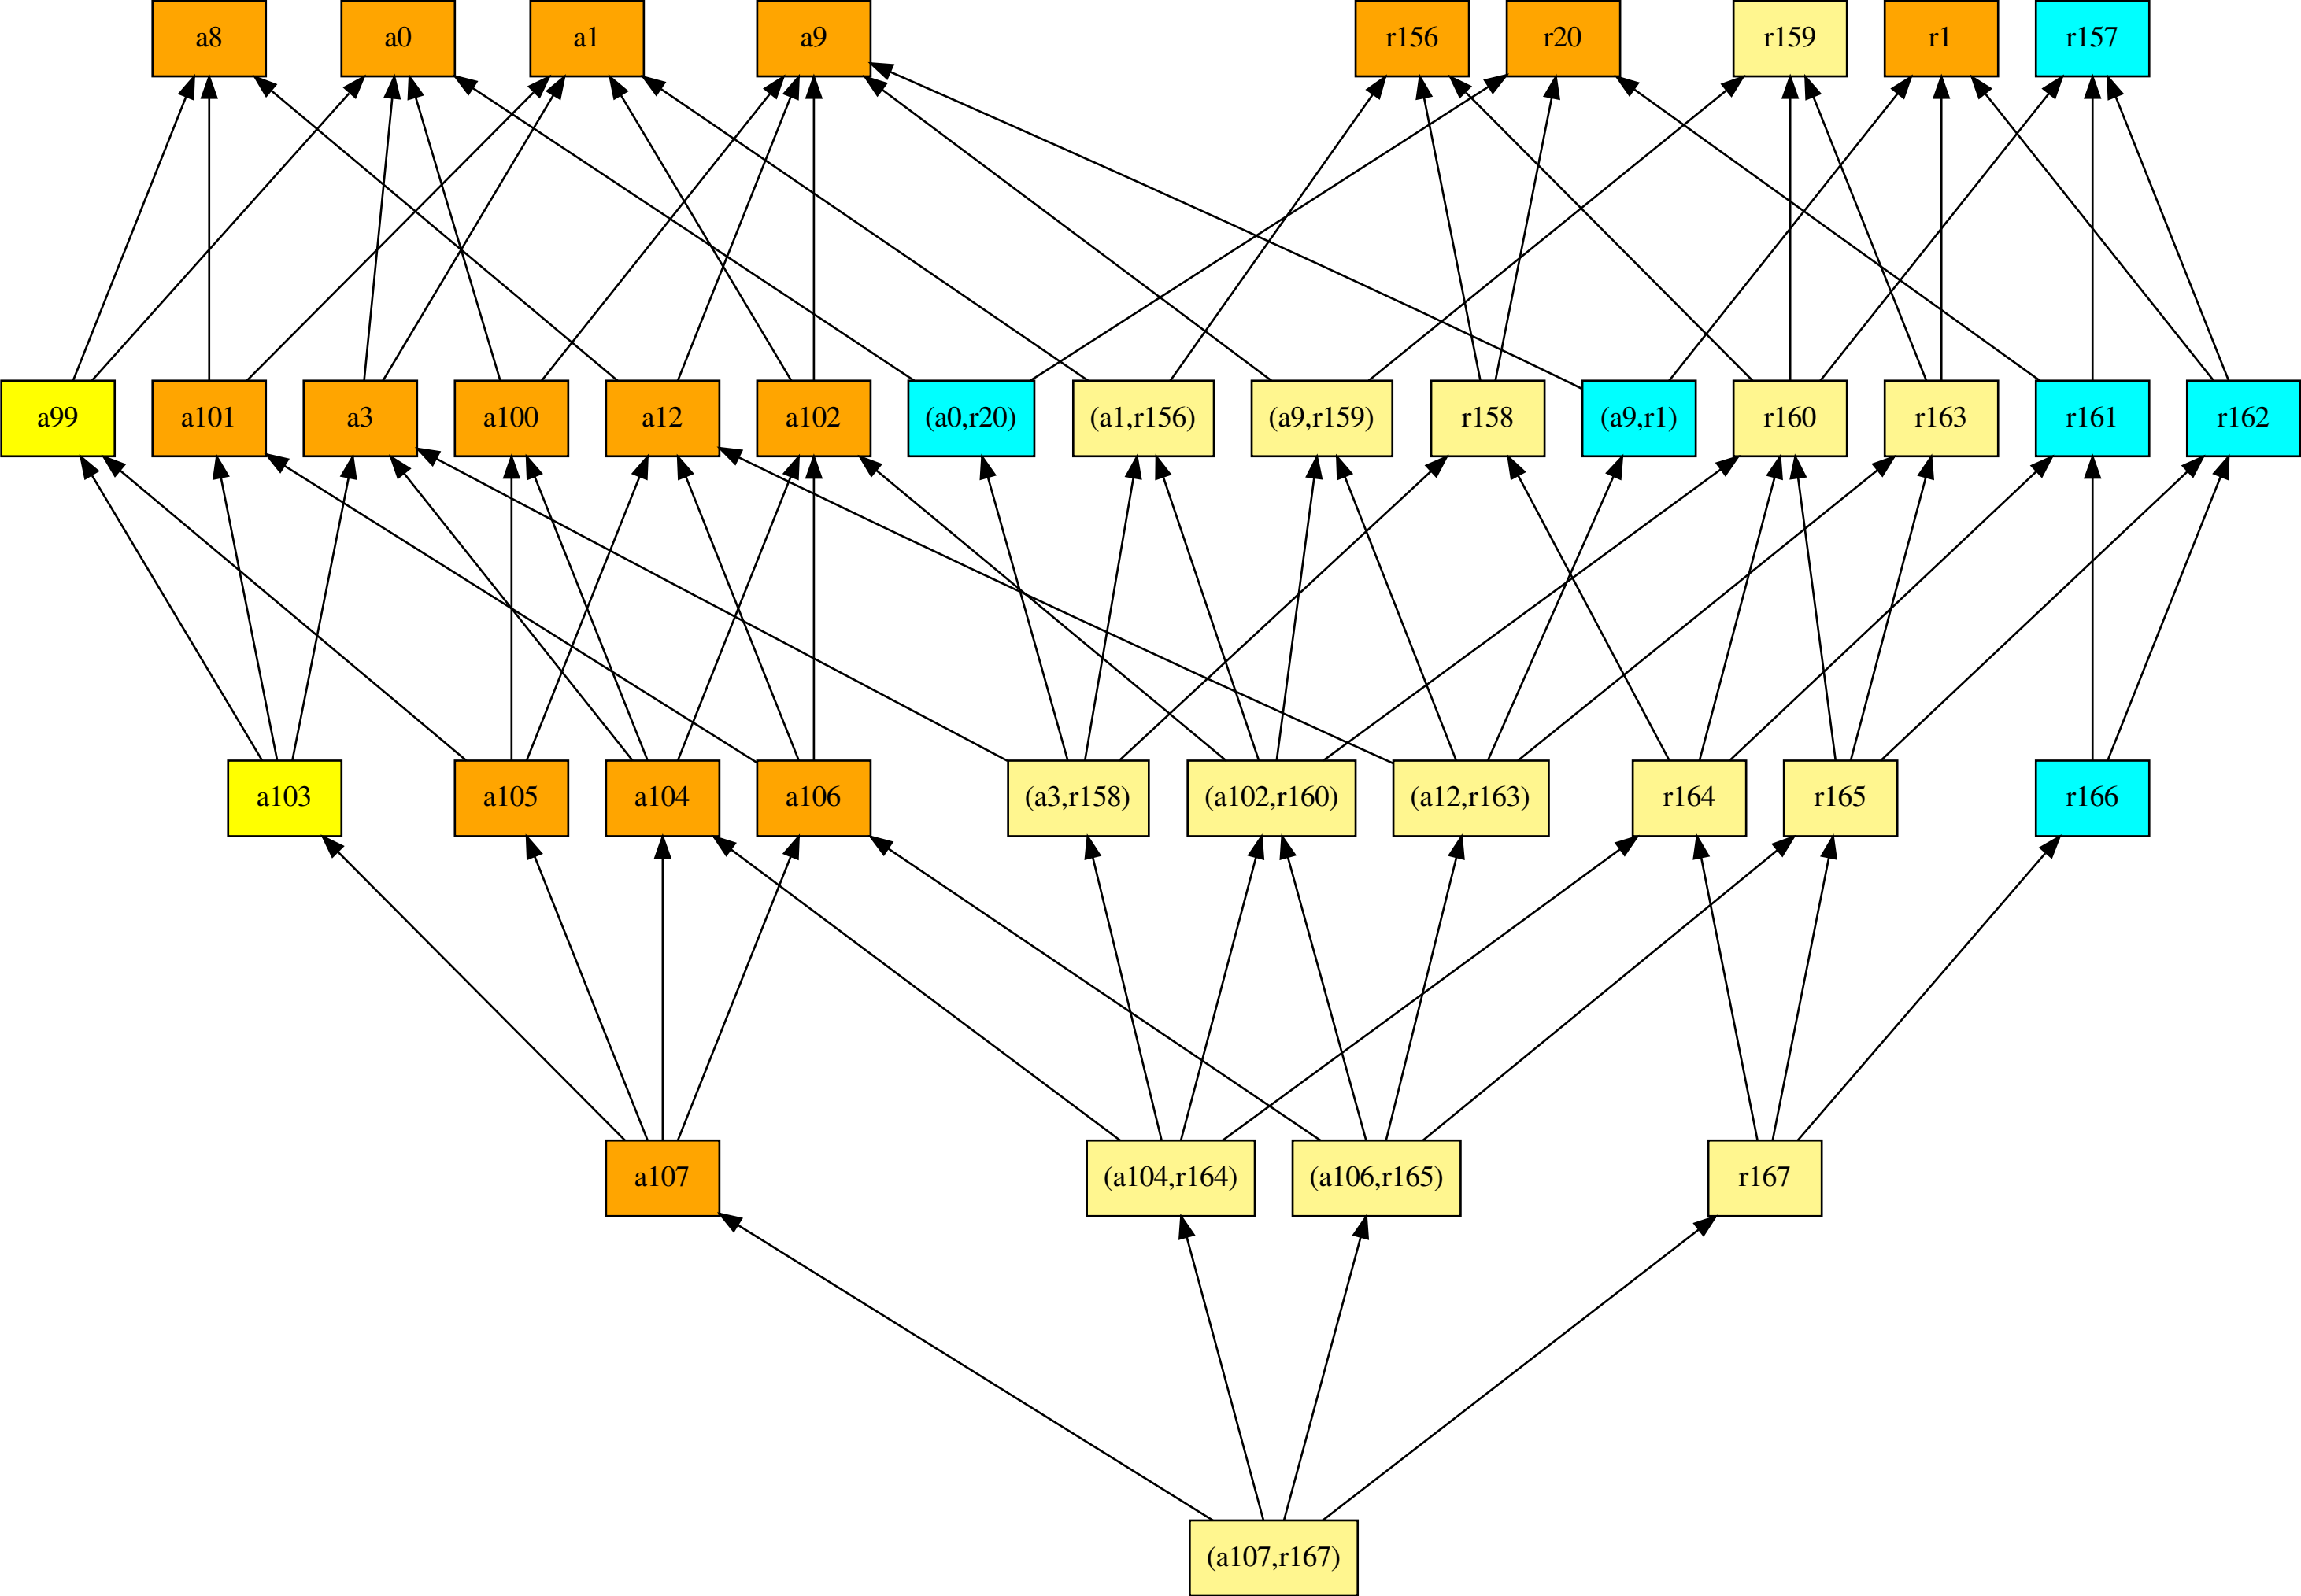 a8
a0
a1
a9
r156
r20
r159
r1
r157
a99
a101
a3
a100
a12
a102
(a0,r20)
(a1,r156)
(a9,r159)
r158
(a9,r1)
r160
r163
r161
r162
a103
a105
a104
a106
(a3,r158)
(a102,r160)
(a12,r163)
r164
r165
r166
a107
(a104,r164)
(a106,r165)
r167
(a107,r167)